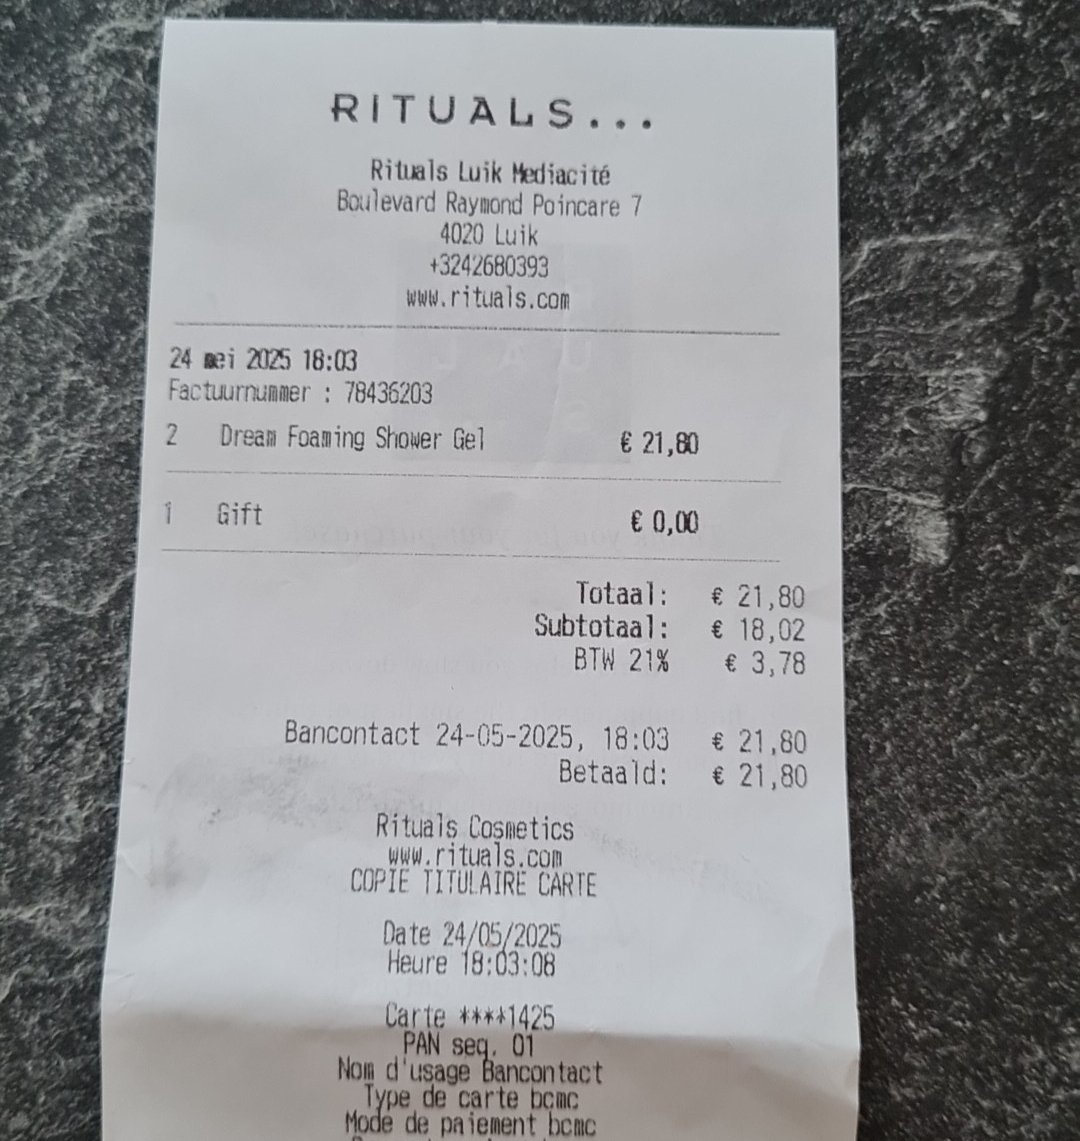 RITUALS...
Rituals Luik Mediacité
Boulevard Raymond Poincare 7
4020 Luik
+3242680393
www.rituals.com
24 mei 2025 18:03
Factuurnummer : 78436203
2 Dream Foaming Shower Gel € 21,80
1 Gift € 0,00
Totaal: € 21,80
Subtotaal: € 18,02
BTW 21% € 3,78
Bancontact 24-05-2025, 18:03 € 21,80
Betaald: € 21,80
Rituals Cosmetics
www.rituals.com
COPIE TITULAIRE CARTE
Date 24/05/2025
Heure 18:03:08
Carte ****1425
PAN seq. 01
Nom d'usage Bancontact
Type de carte bcmc
Mode de paiement bcmc